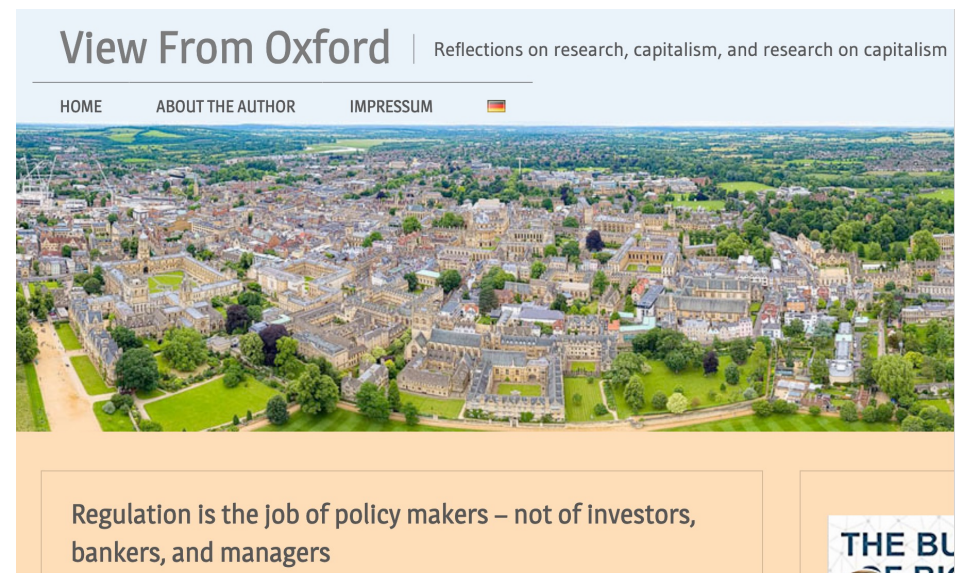 View From Oxford
Reflections on research, capitalism, and research on capitalism
HOME
ABOUT THE AUTHOR
IMPRESSUM
Regulation is the job of policy makers – not of investors,
bankers, and managers
THE BU